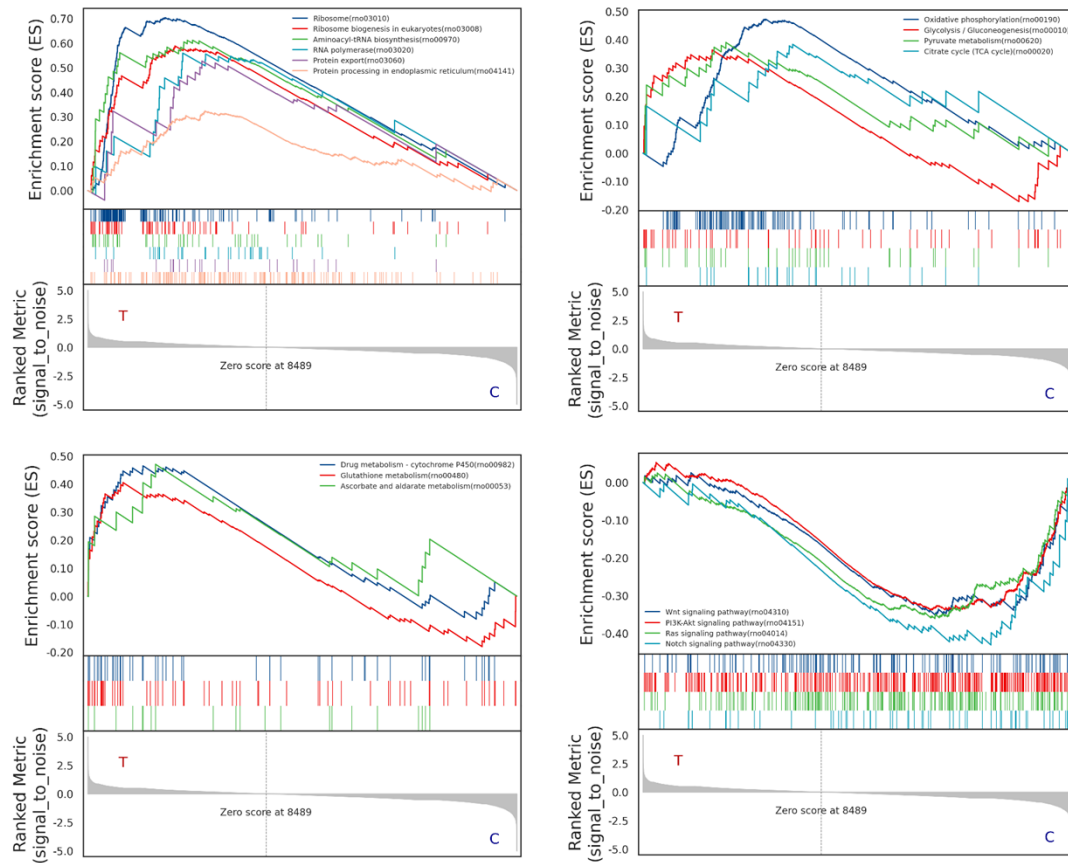 Enrichment score (ES)
0.70
0.60
0.50
0.40
0.30
0.20
0.10
0.00
Ribosome(rno03010)
Ribosome biogenesis in eukaryotes(rno03008)
Aminoacyl-tRNA biosynthesis(rno00970)
RNA polymerase(rno03020)
Protein export(rno03060)
Protein processing in endoplasmic reticulum(rno04141)
Ranked Metric
(signal_to_noise)
5.0
2.5
0.0
-2.5
-5.0
T
Zero score at 8489
C
Enrichment score (ES)
0.50
0.40
0.30
0.20
0.10
0.00
-0.10
-0.20
Oxidative phosphorylation(rno00190)
Glycolysis / Gluconeogenesis(rno00010)
Pyruvate metabolism(rno00620)
Citrate cycle (TCA cycle)(rno00020)
Ranked Metric
(signal_to_noise)
5.0
2.5
0.0
-2.5
-5.0
T
Zero score at 8489
C
Enrichment score (ES)
0.50
0.40
0.30
0.20
0.10
0.00
-0.10
-0.20
Drug metabolism - cytochrome P450(rno00982)
Glutathione metabolism(rno00480)
Ascorbate and aldarate metabolism(rno00053)
Ranked Metric
(signal_to_noise)
5.0
2.5
0.0
-2.5
-5.0
T
Zero score at 8489
C
Enrichment score (ES)
0.00
-0.10
-0.20
-0.30
-0.40
Wnt signaling pathway(rno04310)
PI3K-Akt signaling pathway(rno04151)
Ras signaling pathway(rno04014)
Notch signaling pathway(rno04330)
Ranked Metric
(signal_to_noise)
5.0
2.5
0.0
-2.5
-5.0
T
Zero score at 8489
C